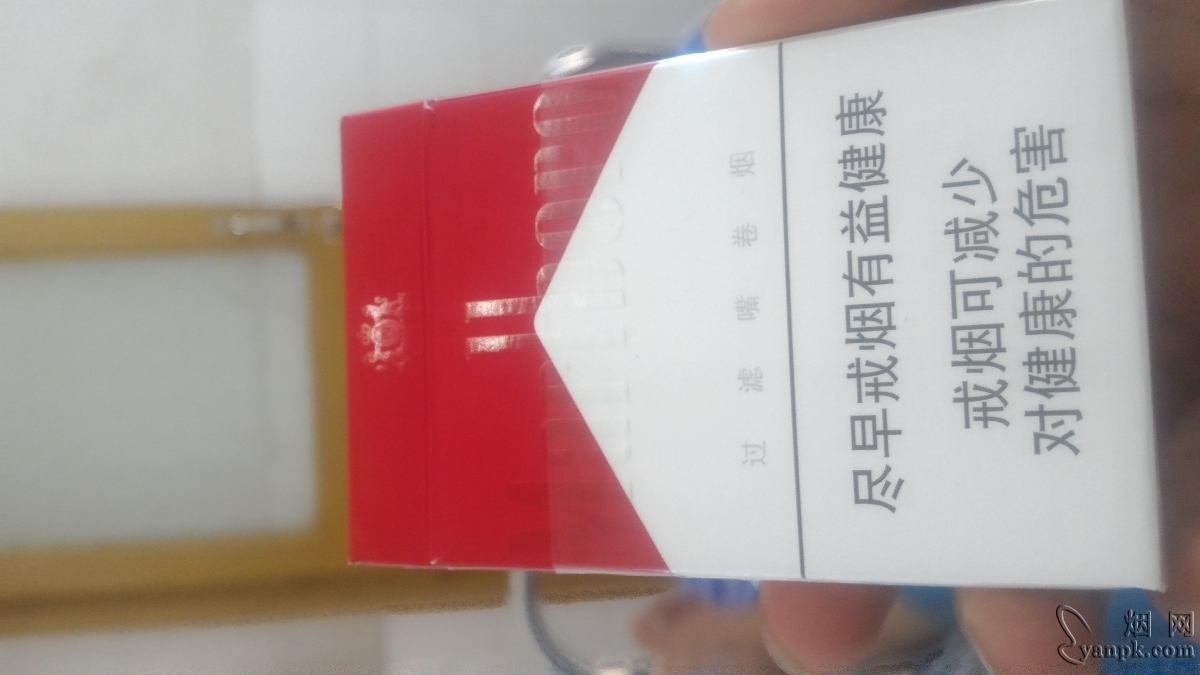 过滤嘴卷烟
尽早戒烟有益健康
戒烟可减少
对健康的危害
烟网
yanpk.com